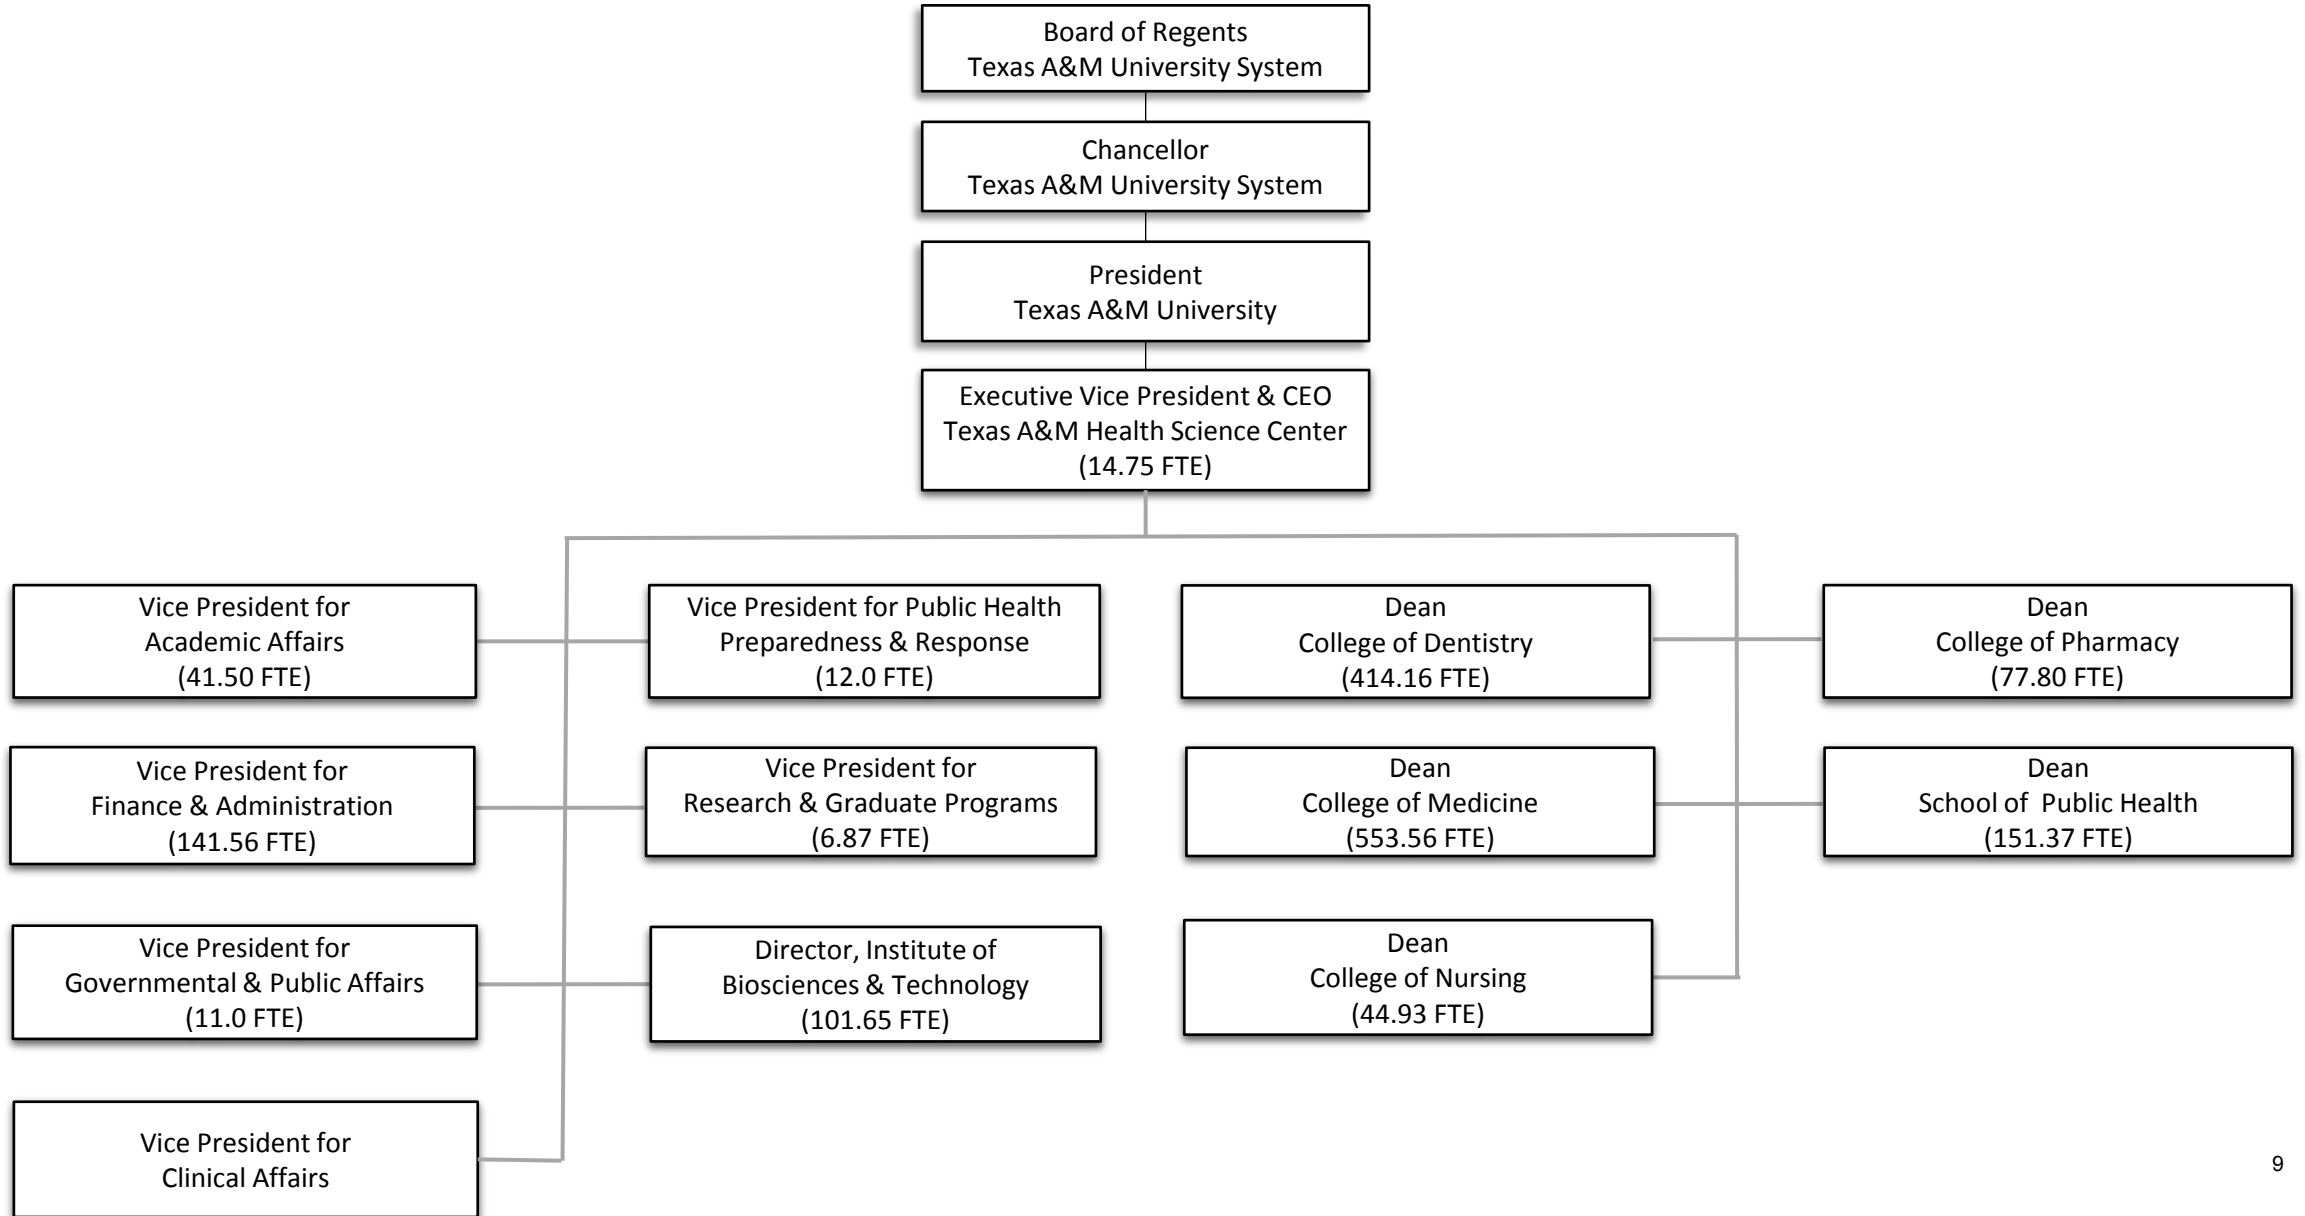 Board of Regents
Texas A&M University System
Chancellor
Texas A&M University System
President
Texas A&M University
Executive Vice President & CEO
Texas A&M Health Science Center
(14.75 FTE)
Vice President for
Academic Affairs
(41.50 FTE)
Vice President for Public Health
Preparedness & Response
(12.0 FTE)
Dean
College of Dentistry
(414.16 FTE)
Dean
College of Pharmacy
(77.80 FTE)
Vice President for
Finance & Administration
(141.56 FTE)
Vice President for
Research & Graduate Programs
(6.87 FTE)
Dean
College of Medicine
(553.56 FTE)
Dean
School of  Public Health
(151.37 FTE)
Vice President for
Governmental & Public Affairs
(11.0 FTE)
Director, Institute of
Biosciences & Technology
(101.65 FTE)
Dean
College of Nursing
(44.93 FTE)
Vice President for
Clinical Affairs
9